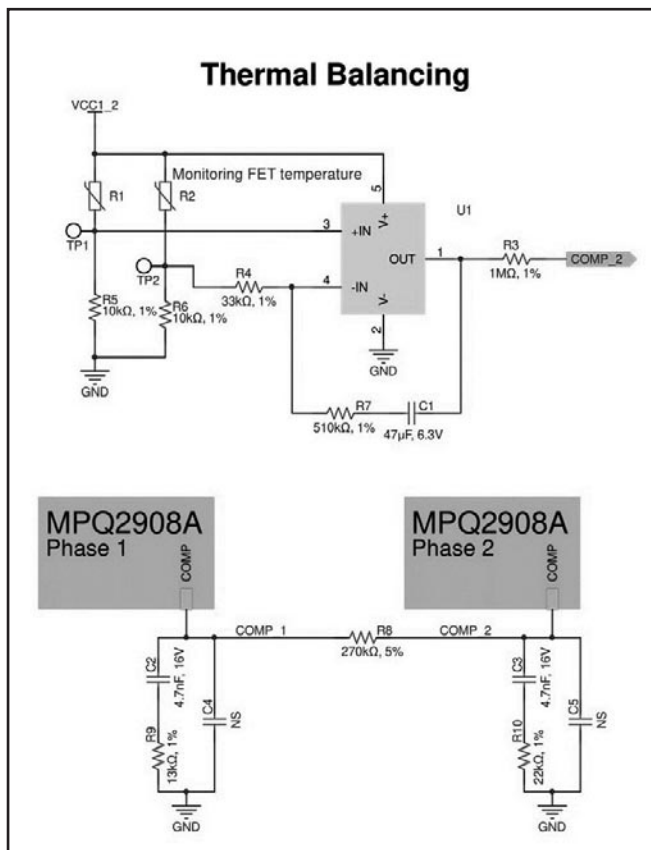 Thermal Balancing
VCC1_2
Monitoring FET temperature
R1
R2
5
V+
U1
TP1
3
+IN
OUT
1
R3
1MΩ, 1%
COMP_2
TP2
R4
33kΩ, 1%
4
-IN
V-
2
R5
10kΩ, 1%
R6
10kΩ, 1%
GND
GND
R7
510kΩ, 1%
C1
47µF, 6.3V
MPQ2908A
Phase 1
COMP
MPQ2908A
Phase 2
COMP
COMP_1
R8
270kΩ, 5%
COMP_2
C2
4.7nF, 16V
C4
NS
R9
13kΩ, 1%
GND
C3
4.7nF, 16V
C5
NS
R10
22kΩ, 1%
GND